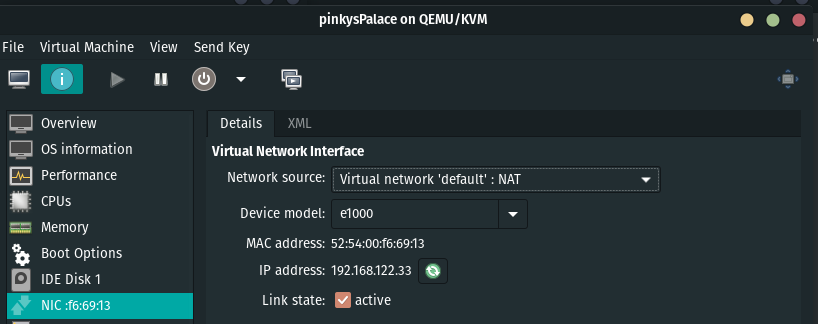 pinkysPalace on QEMU/KVM
File Virtual Machine View Send Key
Overview
OS information
Performance
CPUs
Memory
Boot Options
IDE Disk 1
NIC :f6:69:13
Details XML
Virtual Network Interface
Network source: Virtual network 'default' : NAT
Device model: e1000
MAC address: 52:54:00:f6:69:13
IP address: 192.168.122.33
Link state: active